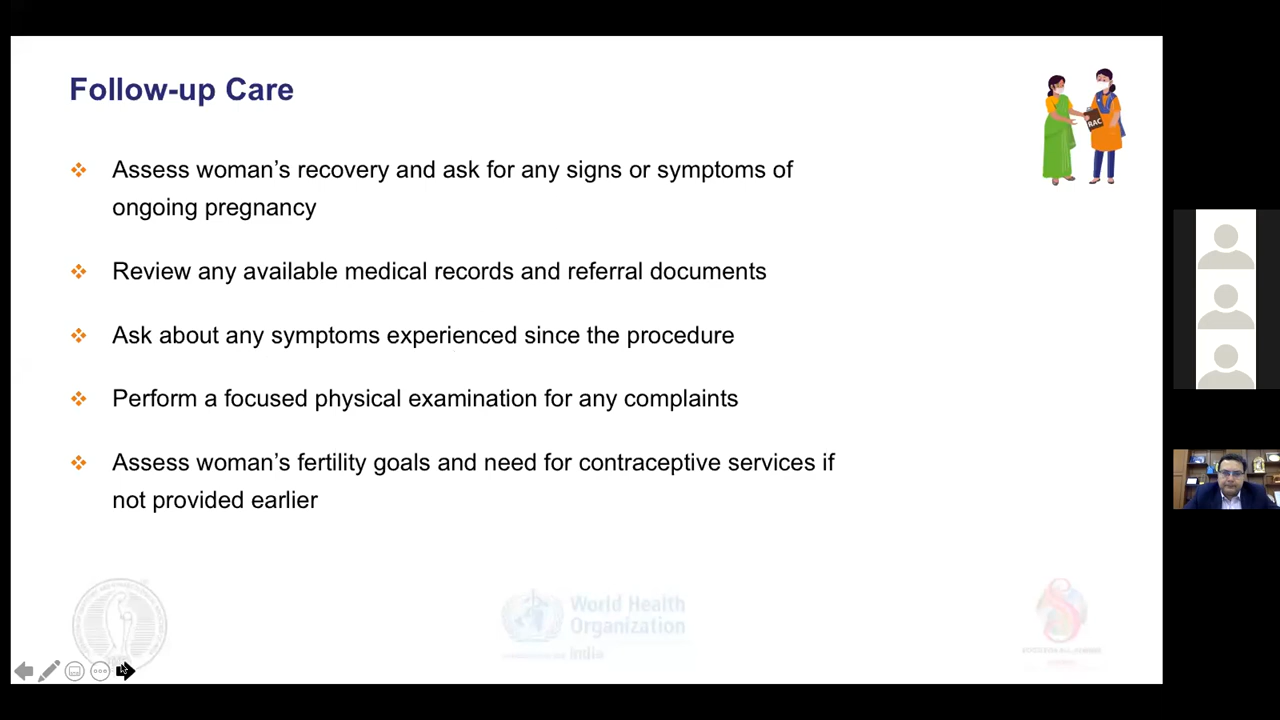 Follow-up Care
RAC
❖ Assess woman's recovery and ask for any signs or symptoms of
ongoing pregnancy
❖ Review any available medical records and referral documents
❖ Ask about any symptoms experienced since the procedure
❖ Perform a focused physical examination for any complaints
❖ Assess woman's fertility goals and need for contraceptive services if
not provided earlier
World Health
Organization
India